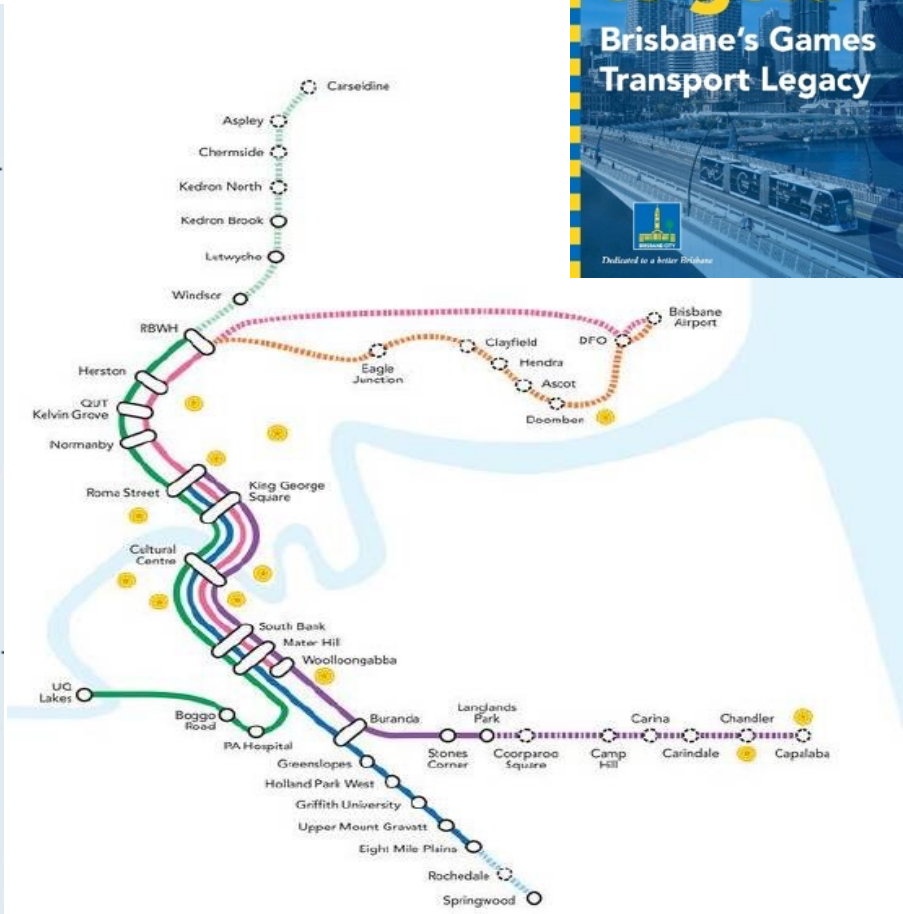 Brisbane's Games
Transport Legacy
BRISBANE CITY
Dedicated to a better Brisbane
Carseldine
Aspley
Chermside
Kedron North
Kedron Brook
Lutwyche
Windsor
RBWH
Brisbane
Airport
DFO
Clayfield
Eagle
Junction
Hendra
Ascot
Doomben
Herston
QUT
Kelvin Grove
Normanby
Roma Street
King George
Square
Cultural
Centre
South Bank
Mater Hill
Woolloongabba
UQ
Lakes
Boggo
Road
PA Hospital
Buranda
Langlands
Park
Carina
Chandler
Stones
Corner
Coorparoo
Square
Camp
Hill
Carindale
Capalaba
Greenslopes
Holland Park West
Griffith University
Upper Mount Gravatt
Eight Mile Plains
Rochedale
Springwood